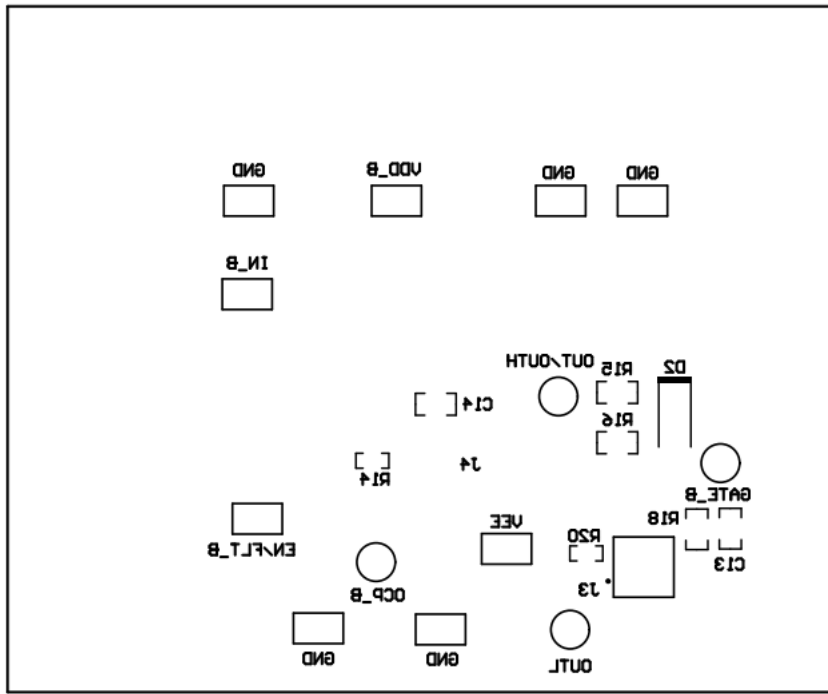 GND
VDD_B
GND
GND
IN_B
OUT/OUTH
R15
D2
C14
R16
J4
R14
GATE_B
VEE
R18
EN/FLT_B
R20
C13
J3
OCP_B
GND
GND
OUTL